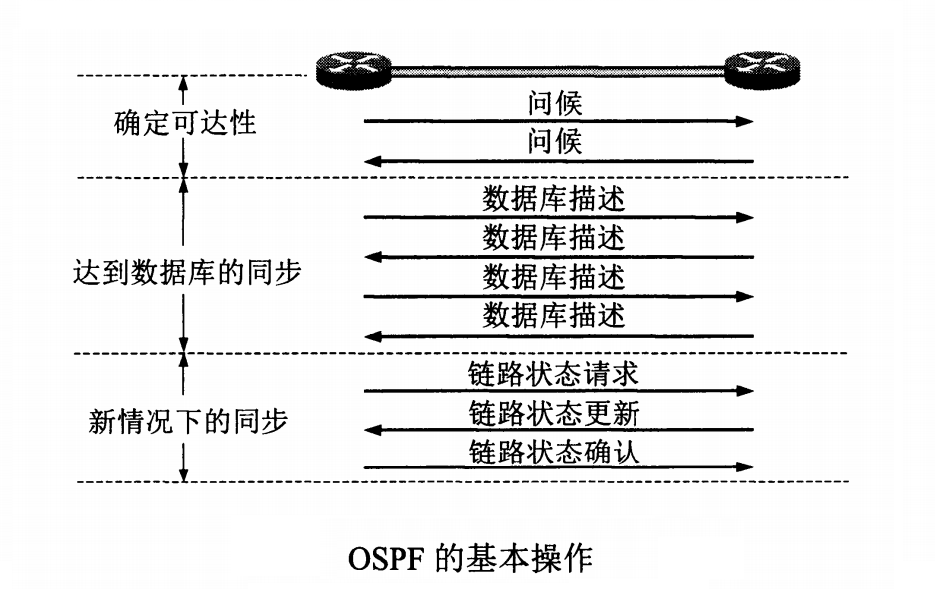 确定可达性
问候
问候
达到数据库的同步
数据库描述
数据库描述
数据库描述
数据库描述
新情况下的同步
链路状态请求
链路状态更新
链路状态确认
OSPF 的基本操作